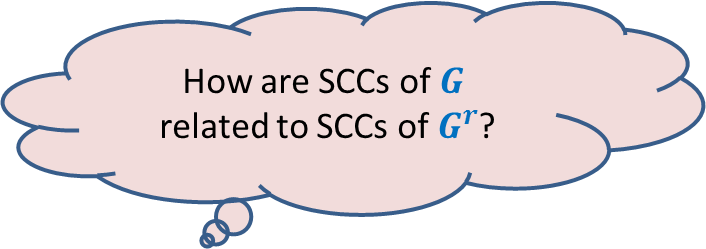 How are SCCs of G
related to SCCs of Gʳ?